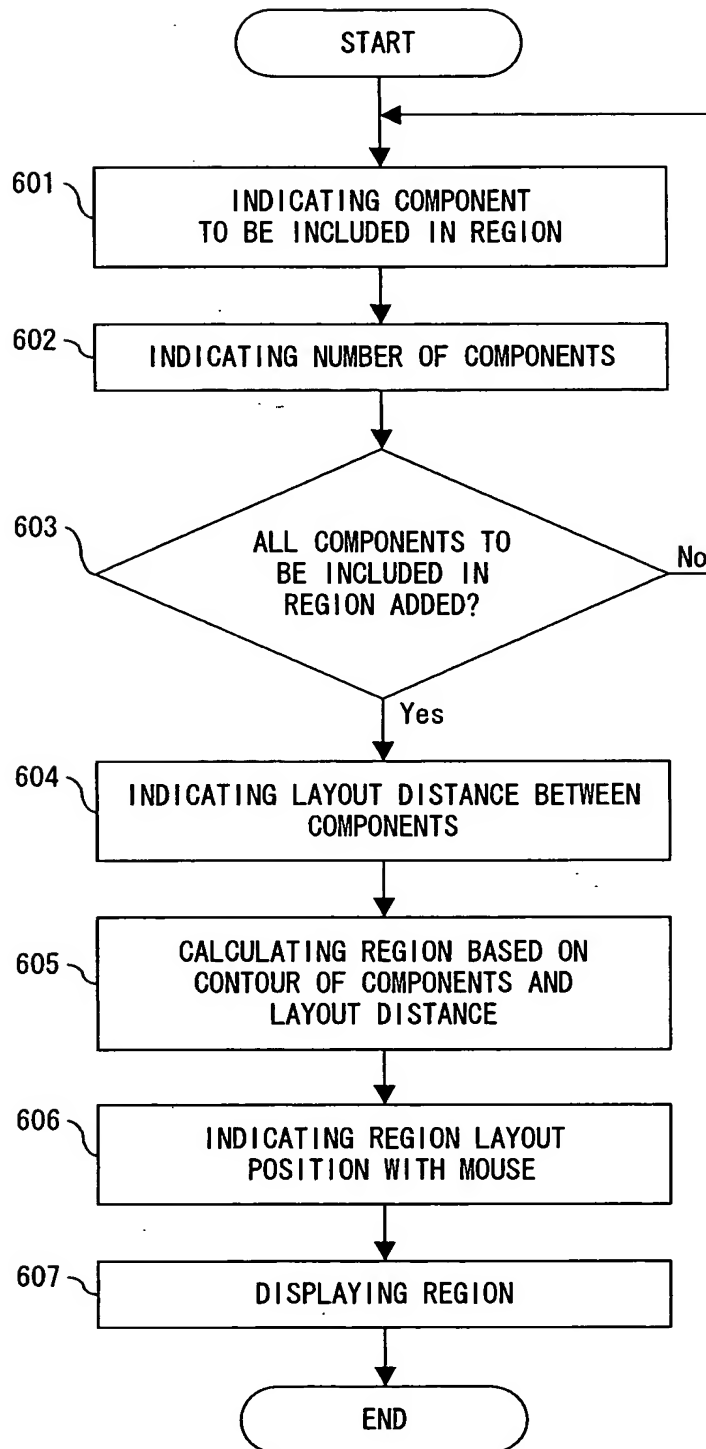 START
601
INDICATING COMPONENT
TO BE INCLUDED IN REGION
602
INDICATING NUMBER OF COMPONENTS
603
ALL COMPONENTS TO
BE INCLUDED IN
REGION ADDED?
No
Yes
604
INDICATING LAYOUT DISTANCE BETWEEN
COMPONENTS
605
CALCULATING REGION BASED ON
CONTOUR OF COMPONENTS AND
LAYOUT DISTANCE
606
INDICATING REGION LAYOUT
POSITION WITH MOUSE
607
DISPLAYING REGION
END